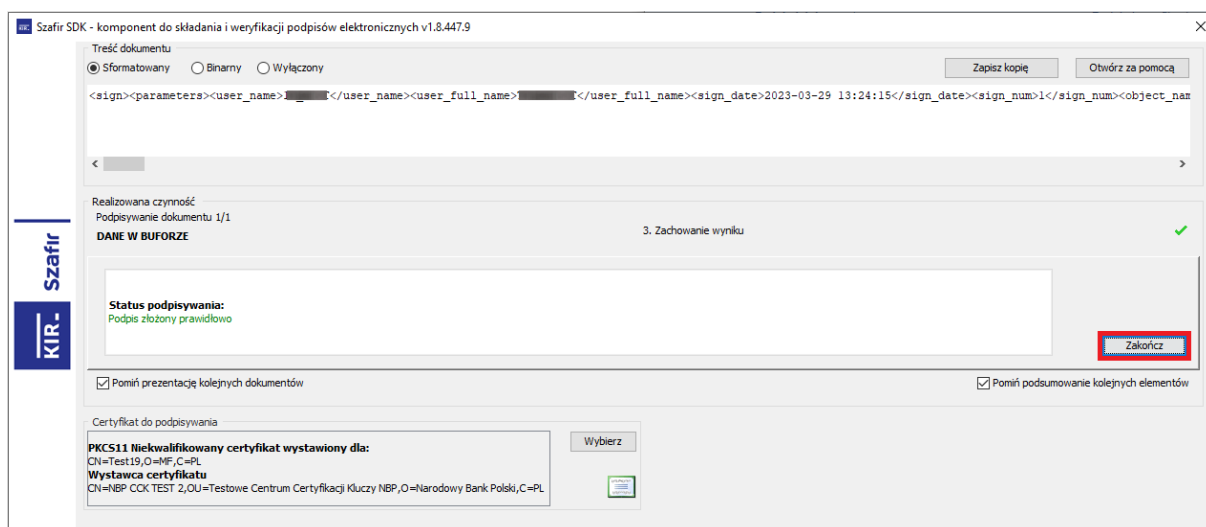 KIR. Szafir SDK - komponent do składania i weryfikacji podpisów elektronicznych v1.8.447.9
Treść dokumentu
Sformatowany Binarny Wyłączony Zapisz kopię Otwórz za pomocą
<sign><parameters><user_name></user_name><user_full_name></user_full_name><sign_date>2023-03-29 13:24:15</sign_date><sign_num>1</sign_num><object_nam
Realizowana czynność
Podpisywanie dokumentu 1/1
DANE W BUFORZE 3. Zachowanie wyniku
Szafir
KIR.
Status podpisywania:
Podpis złożony prawidłowo
Zakończ
Pomiń prezentację kolejnych dokumentów Pomiń podsumowanie kolejnych elementów
Certyfikat do podpisywania
PKCS11 Niekwalifikowany certyfikat wystawiony dla: Wybierz
CN=Test19,O=MF,C=PL
Wystawca certyfikatu
CN=NBP CCK TEST 2,OU=Testowe Centrum Certyfikacji Kluczy NBP,O=Narodowy Bank Polski,C=PL